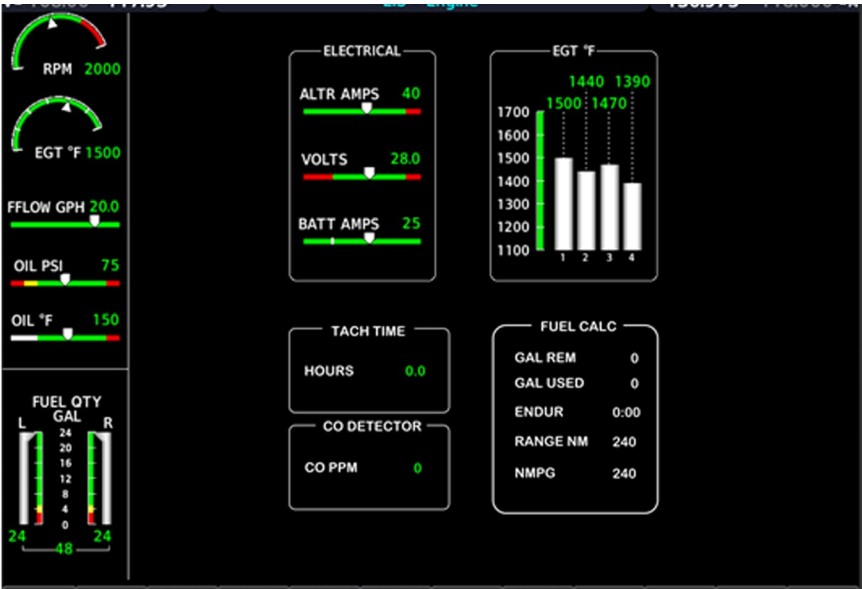 EIS - Engine
RPM 2000
EGT °F 1500
FFLOW GPH 20.0
OIL PSI 75
OIL °F 150
FUEL QTY
GAL
L R
24
20
16
12
8
4
0
24 24
48
ELECTRICAL
ALTR AMPS 40
VOLTS 28.0
BATT AMPS 25
EGT °F
1440 1390
1500 1470
1700
1600
1500
1400
1300
1200
1100
1 2 3 4
TACH TIME
HOURS 0.0
CO DETECTOR
CO PPM 0
FUEL CALC
GAL REM 0
GAL USED 0
ENDUR 0:00
RANGE NM 240
NMPG 240